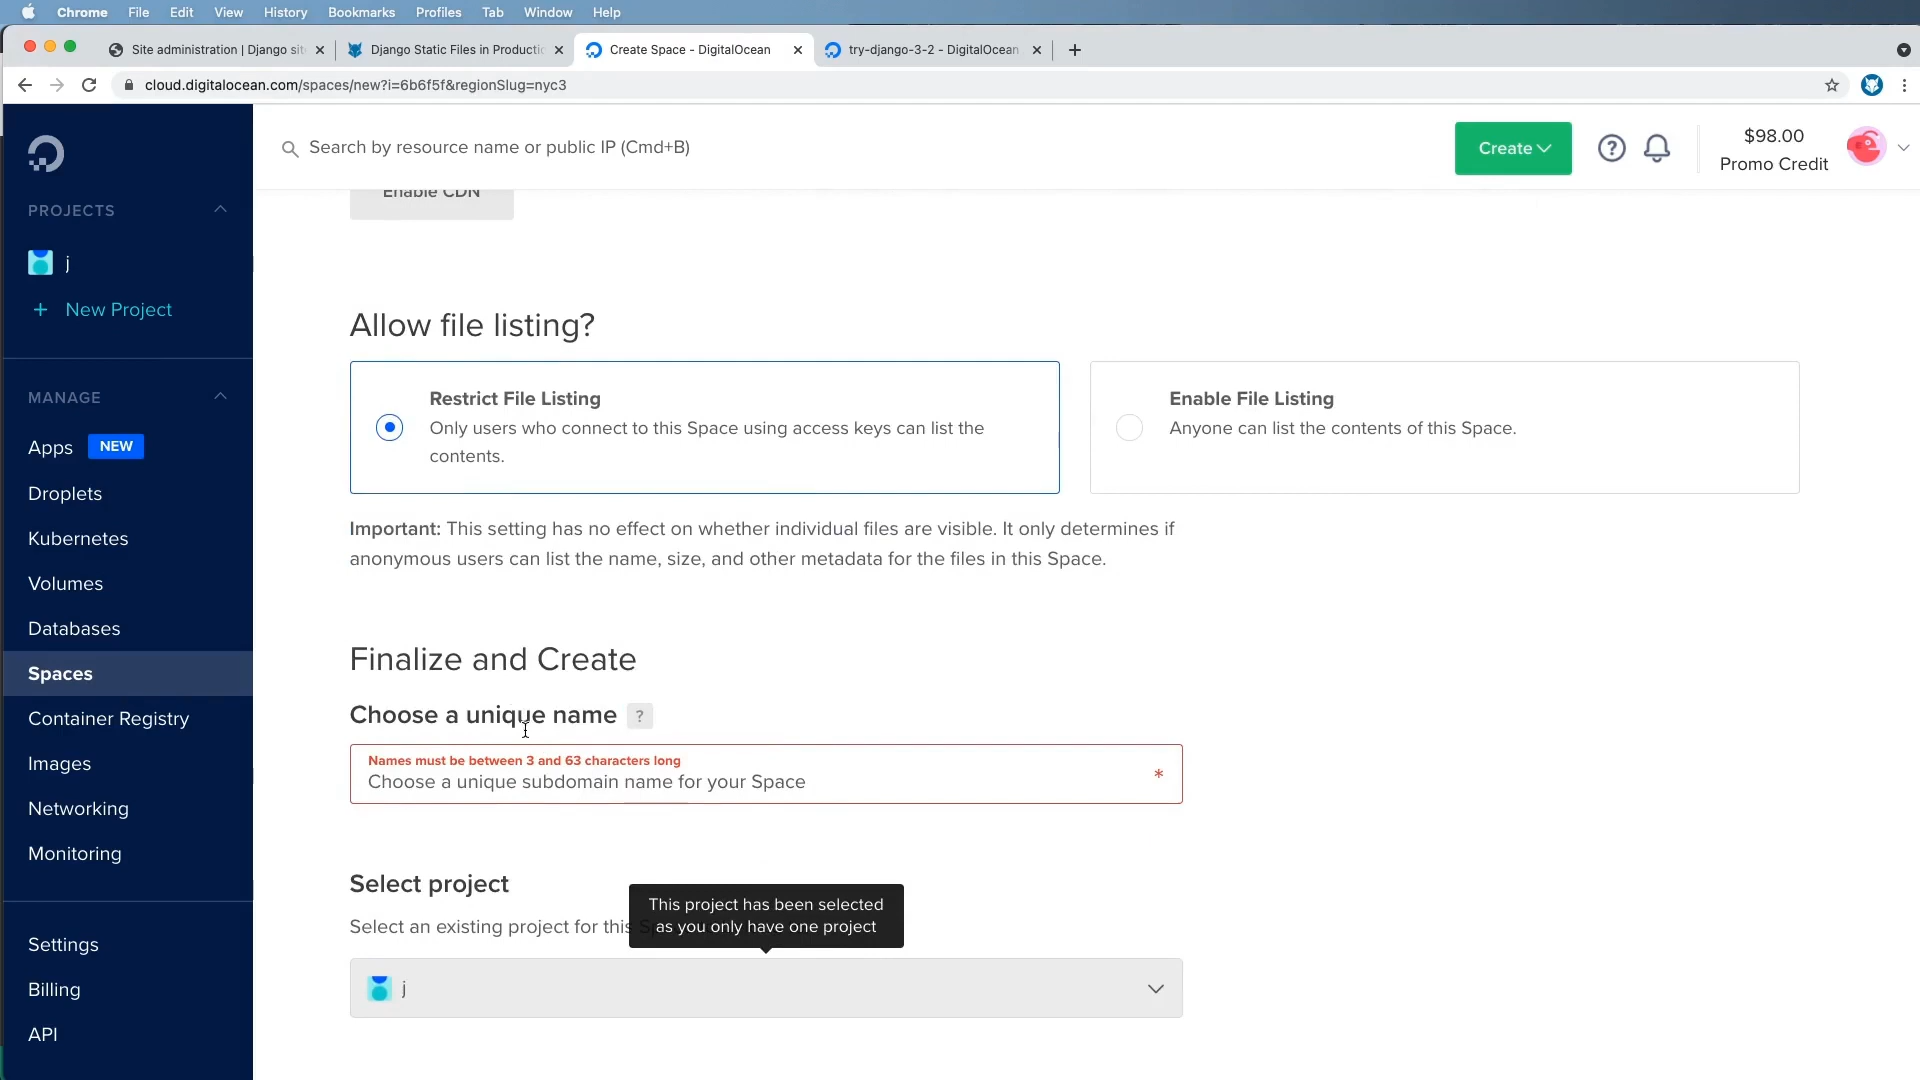 Chrome File Edit View History Bookmarks Profiles Tab Window Help
Site administration | Django sit
Django Static Files in Producti
Create Space - DigitalOcean
try-django-3-2 - DigitalOcean
cloud.digitalocean.com/spaces/new?i=6b6f5f&regionSlug=nyc3
Search by resource name or public IP (Cmd+B)
Create
?
$98.00
Promo Credit
PROJECTS
j
+ New Project
MANAGE
Apps NEW
Droplets
Kubernetes
Volumes
Databases
Spaces
Container Registry
Images
Networking
Monitoring
Settings
Billing
API
Enable CDN
Allow file listing?
Restrict File Listing
Only users who connect to this Space using access keys can list the
contents.
Enable File Listing
Anyone can list the contents of this Space.
Important: This setting has no effect on whether individual files are visible. It only determines if
anonymous users can list the name, size, and other metadata for the files in this Space.
Finalize and Create
Choose a unique name ?
Names must be between 3 and 63 characters long
Choose a unique subdomain name for your Space *
Select project
Select an existing project for this
This project has been selected
as you only have one project
j